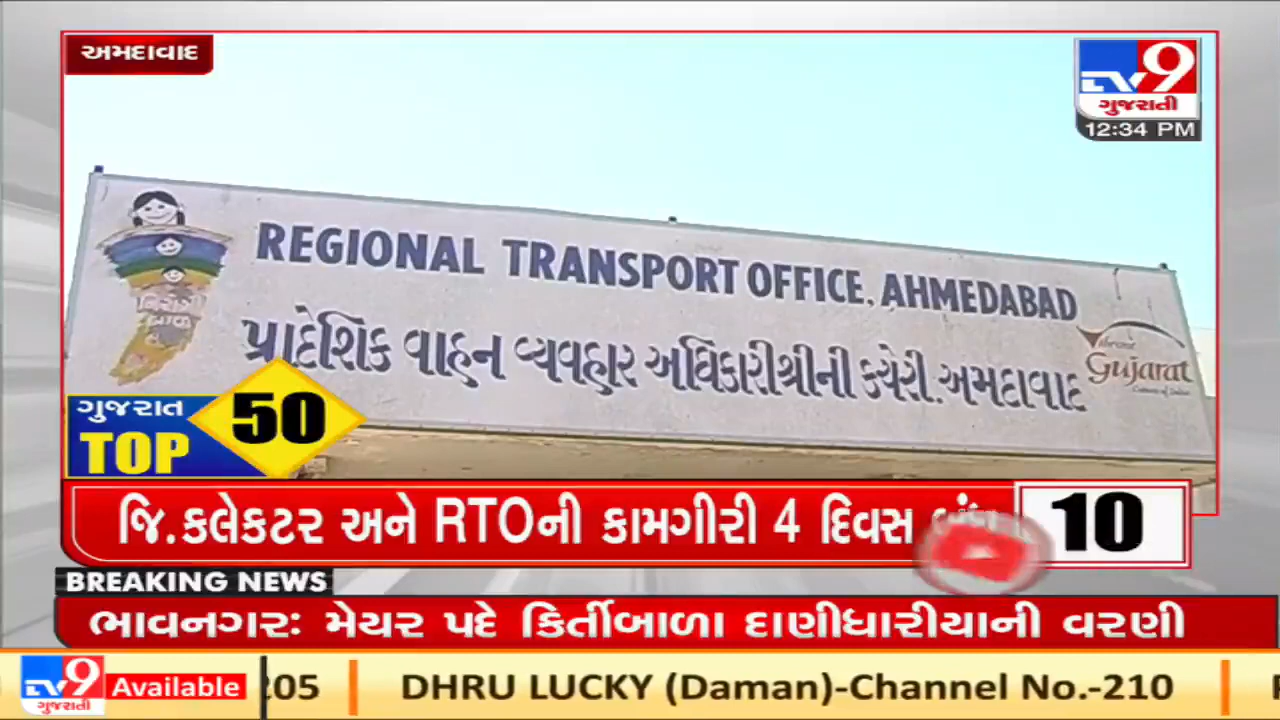 અમદાવાદ
TV9
ગુજરાતી
12:34 PM
REGIONAL TRANSPORT OFFICE, AHMEDABAD
પ્રાદેશિક વાહન વ્યવહાર અધિકારીશ્રીની કચેરી. અમદાવાદ
Vibrant
Gujarat
ગુજરાત
TOP 50
જિ.કલેકટર અને RTOની કામગીરી 4 દિવસ
10
BREAKING NEWS
ભાવનગરઃ મેયર પદે કિર્તીબાળા દાણીધારીયાની વરણી
TV9
ગુજરાતી
Available
205 | DHRU LUCKY (Daman)-Channel No.-210 |